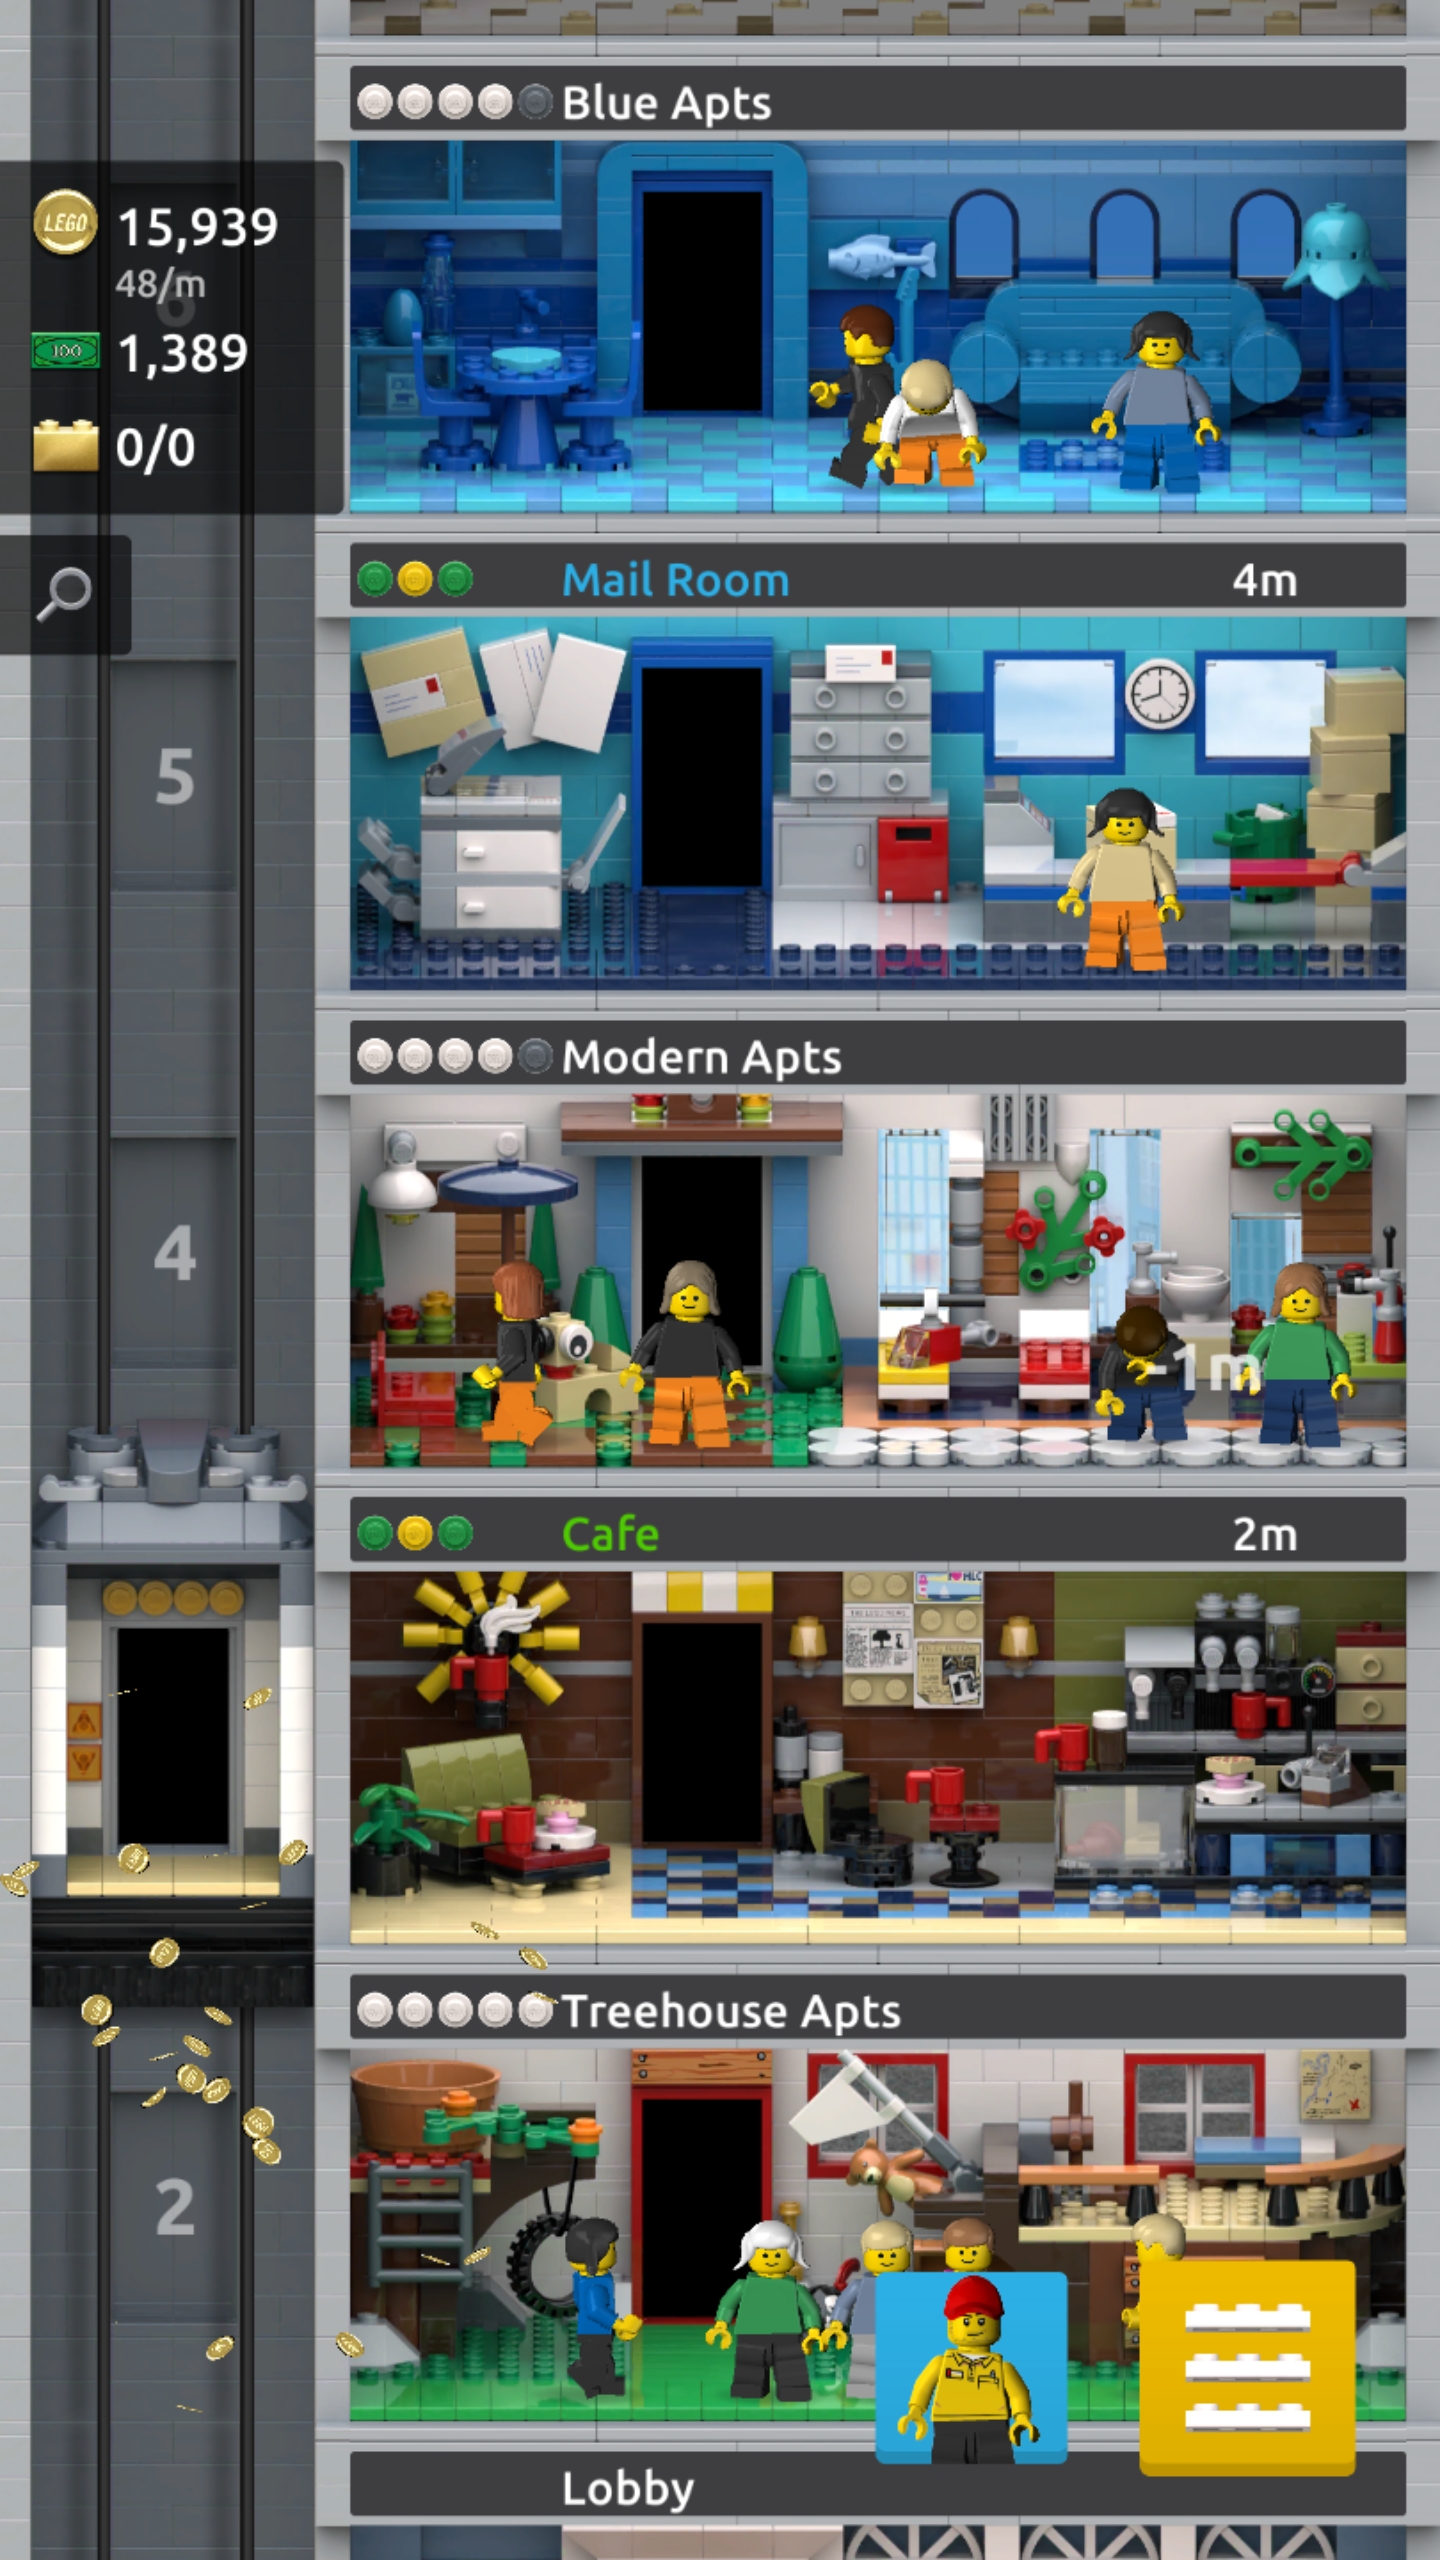 Blue Apts
LEGO 15,939
48/m
6
100 1,389
0/0
Mail Room 4m
5
Modern Apts
4
-1m
Cafe 2m
Treehouse Apts
2
Lobby